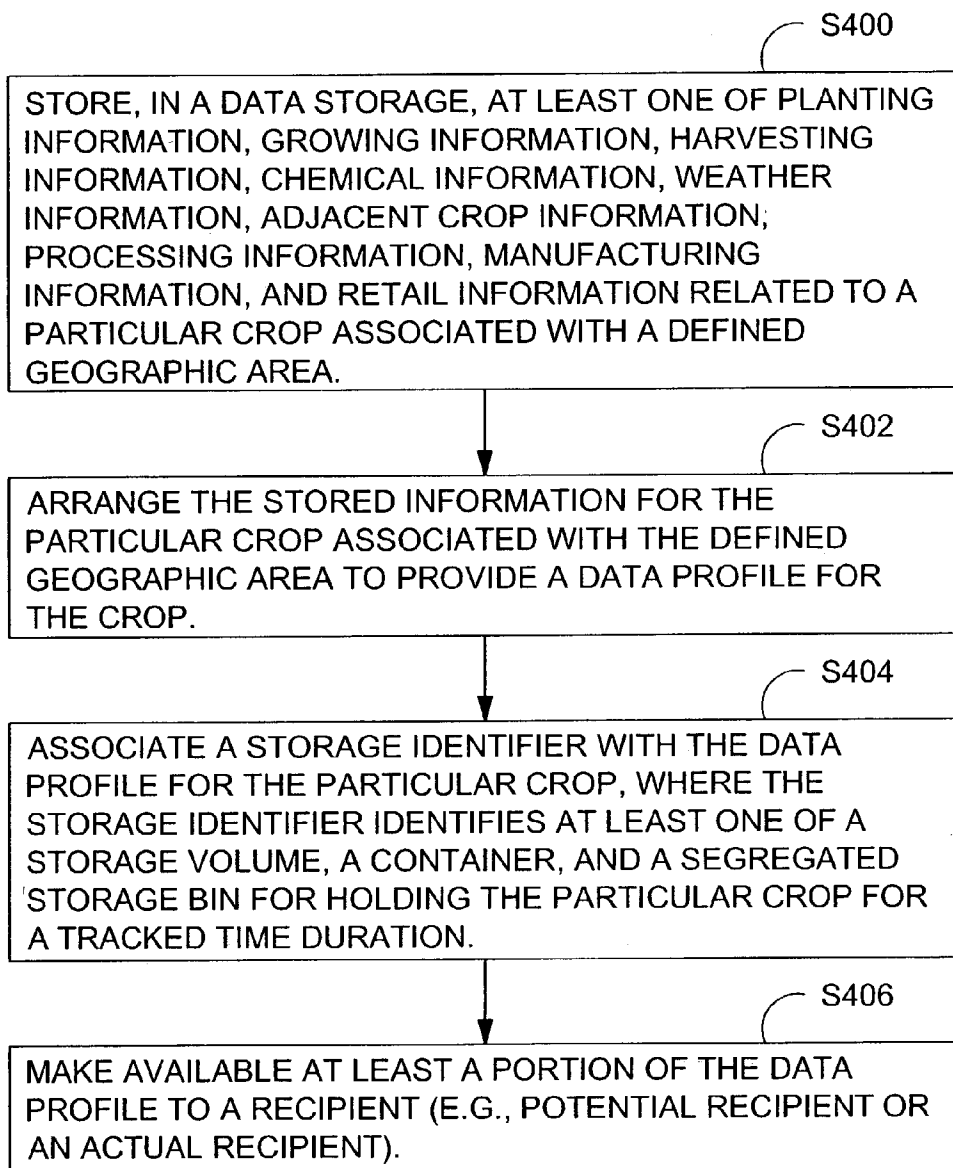 S400
STORE, IN A DATA STORAGE, AT LEAST ONE OF PLANTING
INFORMATION, GROWING INFORMATION, HARVESTING
INFORMATION, CHEMICAL INFORMATION, WEATHER
INFORMATION, ADJACENT CROP INFORMATION,
PROCESSING INFORMATION, MANUFACTURING
INFORMATION, AND RETAIL INFORMATION RELATED TO A
PARTICULAR CROP ASSOCIATED WITH A DEFINED
GEOGRAPHIC AREA.
S402
ARRANGE THE STORED INFORMATION FOR THE
PARTICULAR CROP ASSOCIATED WITH THE DEFINED
GEOGRAPHIC AREA TO PROVIDE A DATA PROFILE FOR
THE CROP.
S404
ASSOCIATE A STORAGE IDENTIFIER WITH THE DATA
PROFILE FOR THE PARTICULAR CROP, WHERE THE
STORAGE IDENTIFIER IDENTIFIES AT LEAST ONE OF A
STORAGE VOLUME, A CONTAINER, AND A SEGREGATED
STORAGE BIN FOR HOLDING THE PARTICULAR CROP FOR
A TRACKED TIME DURATION.
S406
MAKE AVAILABLE AT LEAST A PORTION OF THE DATA
PROFILE TO A RECIPIENT (E.G., POTENTIAL RECIPIENT OR
AN ACTUAL RECIPIENT).